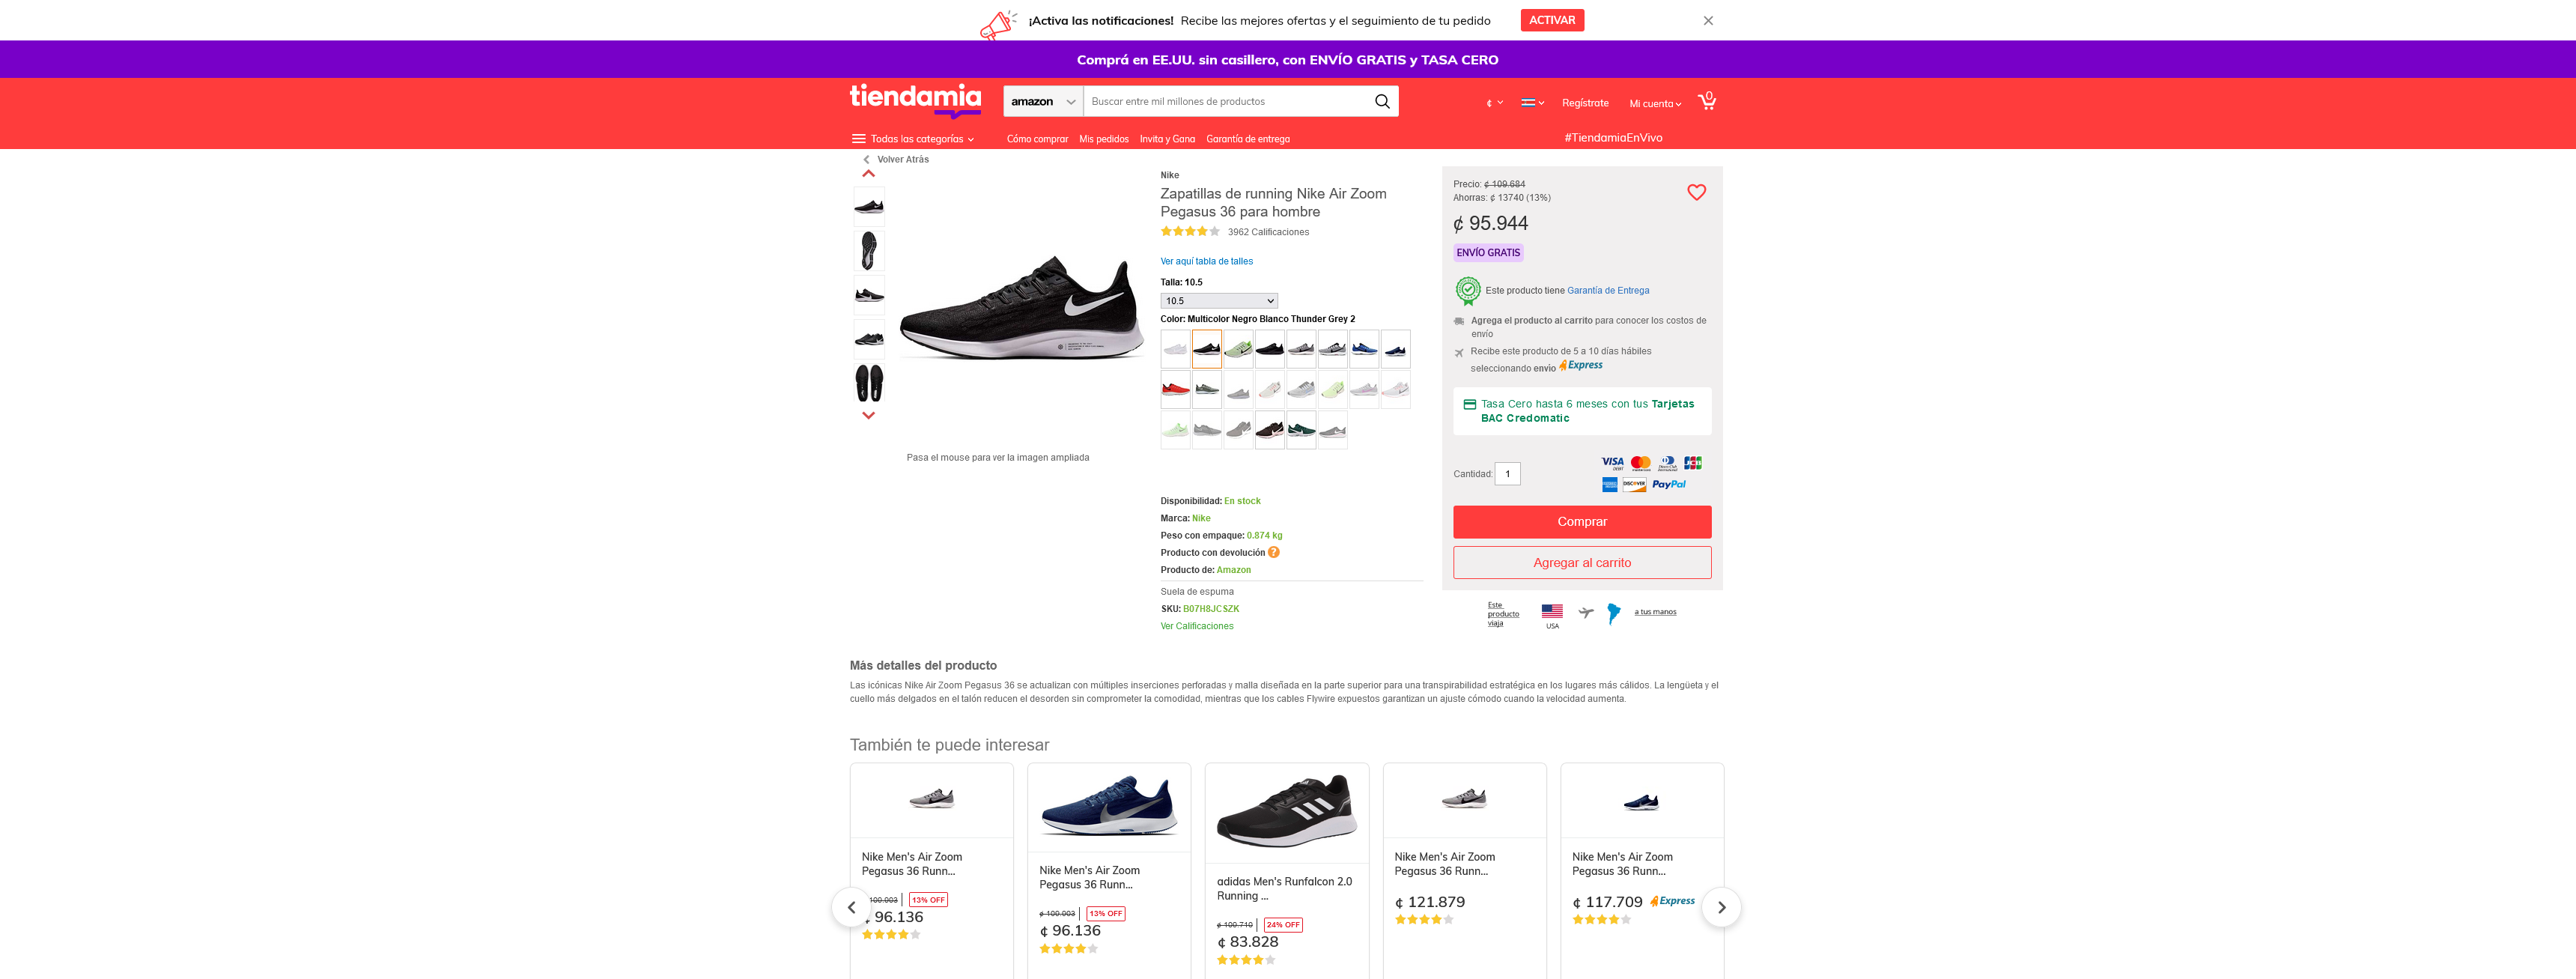 ¡Activa las notificaciones! Recibe las mejores ofertas y el seguimiento de tu pedido ACTIVAR
Comprá en EE.UU. sin casillero, con ENVÍO GRATIS y TASA CERO
tiendamia
amazon Buscar entre mil millones de productos
¢ Regístrate Mi cuenta 0
Todas las categorías Cómo comprar Mis pedidos Invita y Gana Garantía de entrega #TiendamiaEnVivo
Volver Atrás
Pasa el mouse para ver la imagen ampliada
Nike
Zapatillas de running Nike Air Zoom
Pegasus 36 para hombre
3962 Calificaciones
Ver aquí tabla de talles
Talla: 10.5
10.5
Color: Multicolor Negro Blanco Thunder Grey 2
Disponibilidad: En stock
Marca: Nike
Peso con empaque: 0.874 kg
Producto con devolución ?
Producto de: Amazon
Suela de espuma
SKU: B07H8JCSZK
Ver Calificaciones
Precio: ¢ 109.684
Ahorras: ¢ 13740 (13%)
¢ 95.944
ENVÍO GRATIS
Este producto tiene Garantía de Entrega
Agrega el producto al carrito para conocer los costos de
envío
Recibe este producto de 5 a 10 días hábiles
seleccionando envio Express
Tasa Cero hasta 6 meses con tus Tarjetas
BAC Credomatic
Cantidad: 1
VISA
JCB
DISCOVER PayPal
Comprar
Agregar al carrito
Este
producto
viaja
USA
a tus manos
Más detalles del producto
Las icónicas Nike Air Zoom Pegasus 36 se actualizan con múltiples inserciones perforadas y malla diseñada en la parte superior para una transpirabilidad estratégica en los lugares más cálidos. La lengüeta y el
cuello más delgados en el talón reducen el desorden sin comprometer la comodidad, mientras que los cables Flywire expuestos garantizan un ajuste cómodo cuando la velocidad aumenta.
También te puede interesar
Nike Men's Air Zoom
Pegasus 36 Runn...
109.903 13% OFF
¢ 96.136
Nike Men's Air Zoom
Pegasus 36 Runn...
¢ 109.903 13% OFF
¢ 96.136
adidas Men's Runfalcon 2.0
Running ...
¢ 109.710 24% OFF
¢ 83.828
Nike Men's Air Zoom
Pegasus 36 Runn...
¢ 121.879
Nike Men's Air Zoom
Pegasus 36 Runn...
¢ 117.709 Express